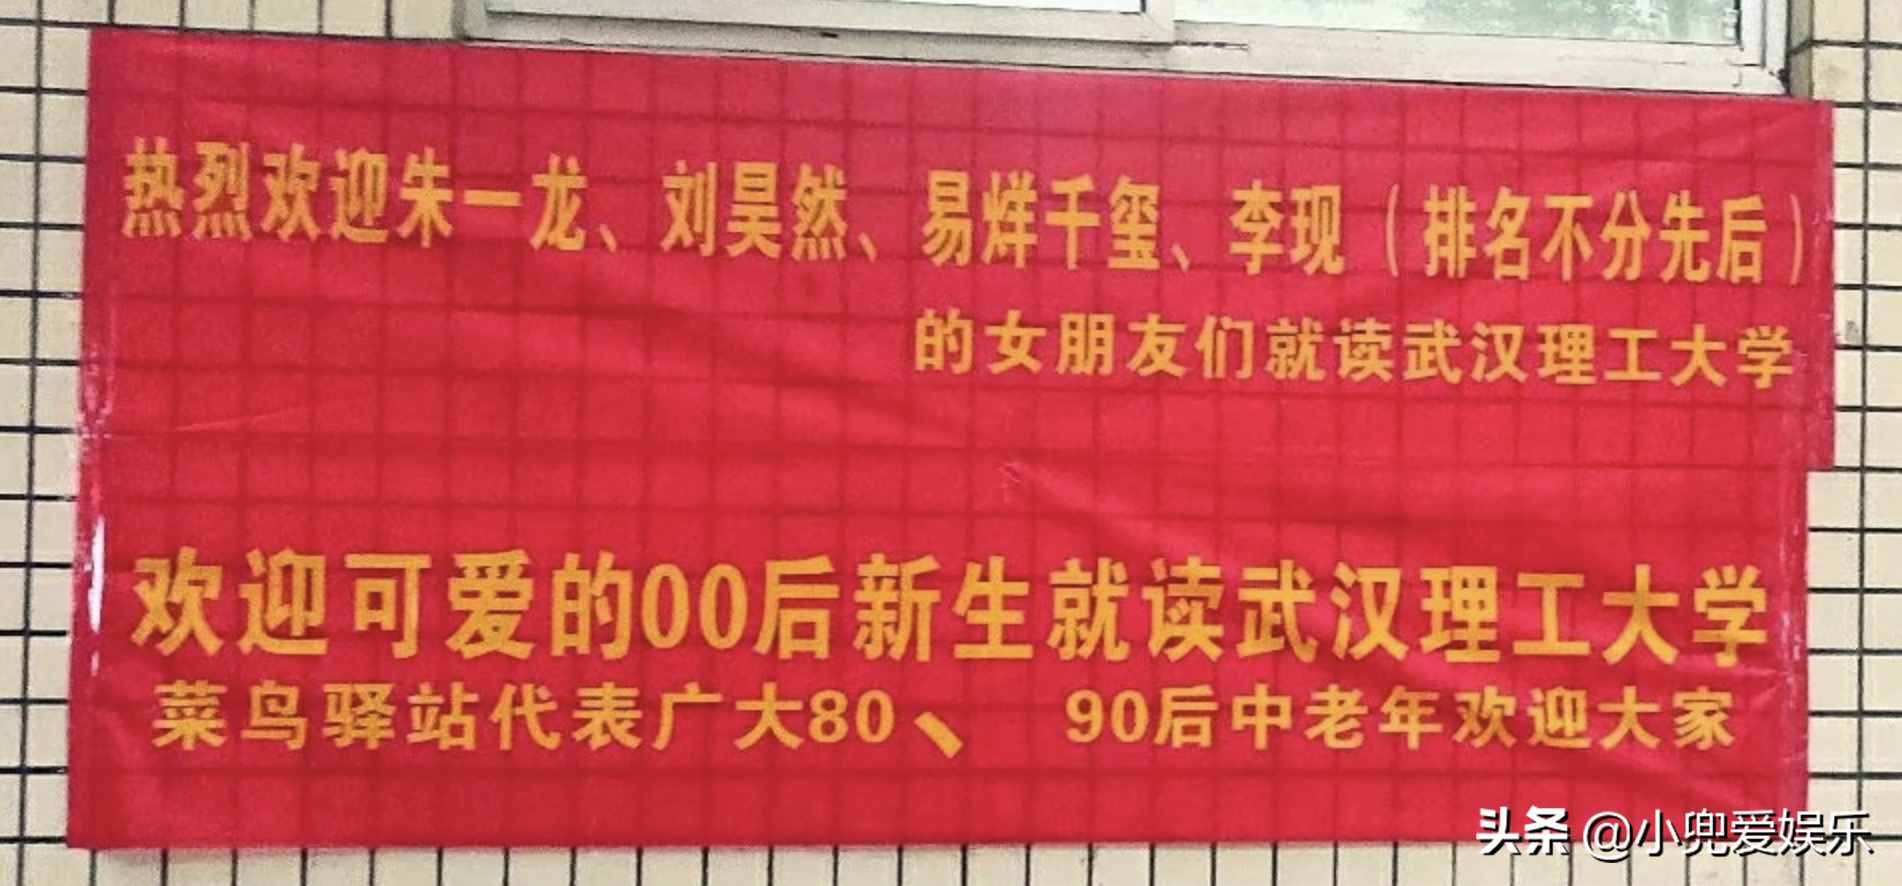 热烈欢迎朱一龙、刘昊然、易烊千玺、李现（排名不分先后）
的女朋友们就读武汉理工大学
欢迎可爱的00后新生就读武汉理工大学
菜鸟驿站代表广大80、 90后中老年欢迎大家
头条 @小兜爱娱乐